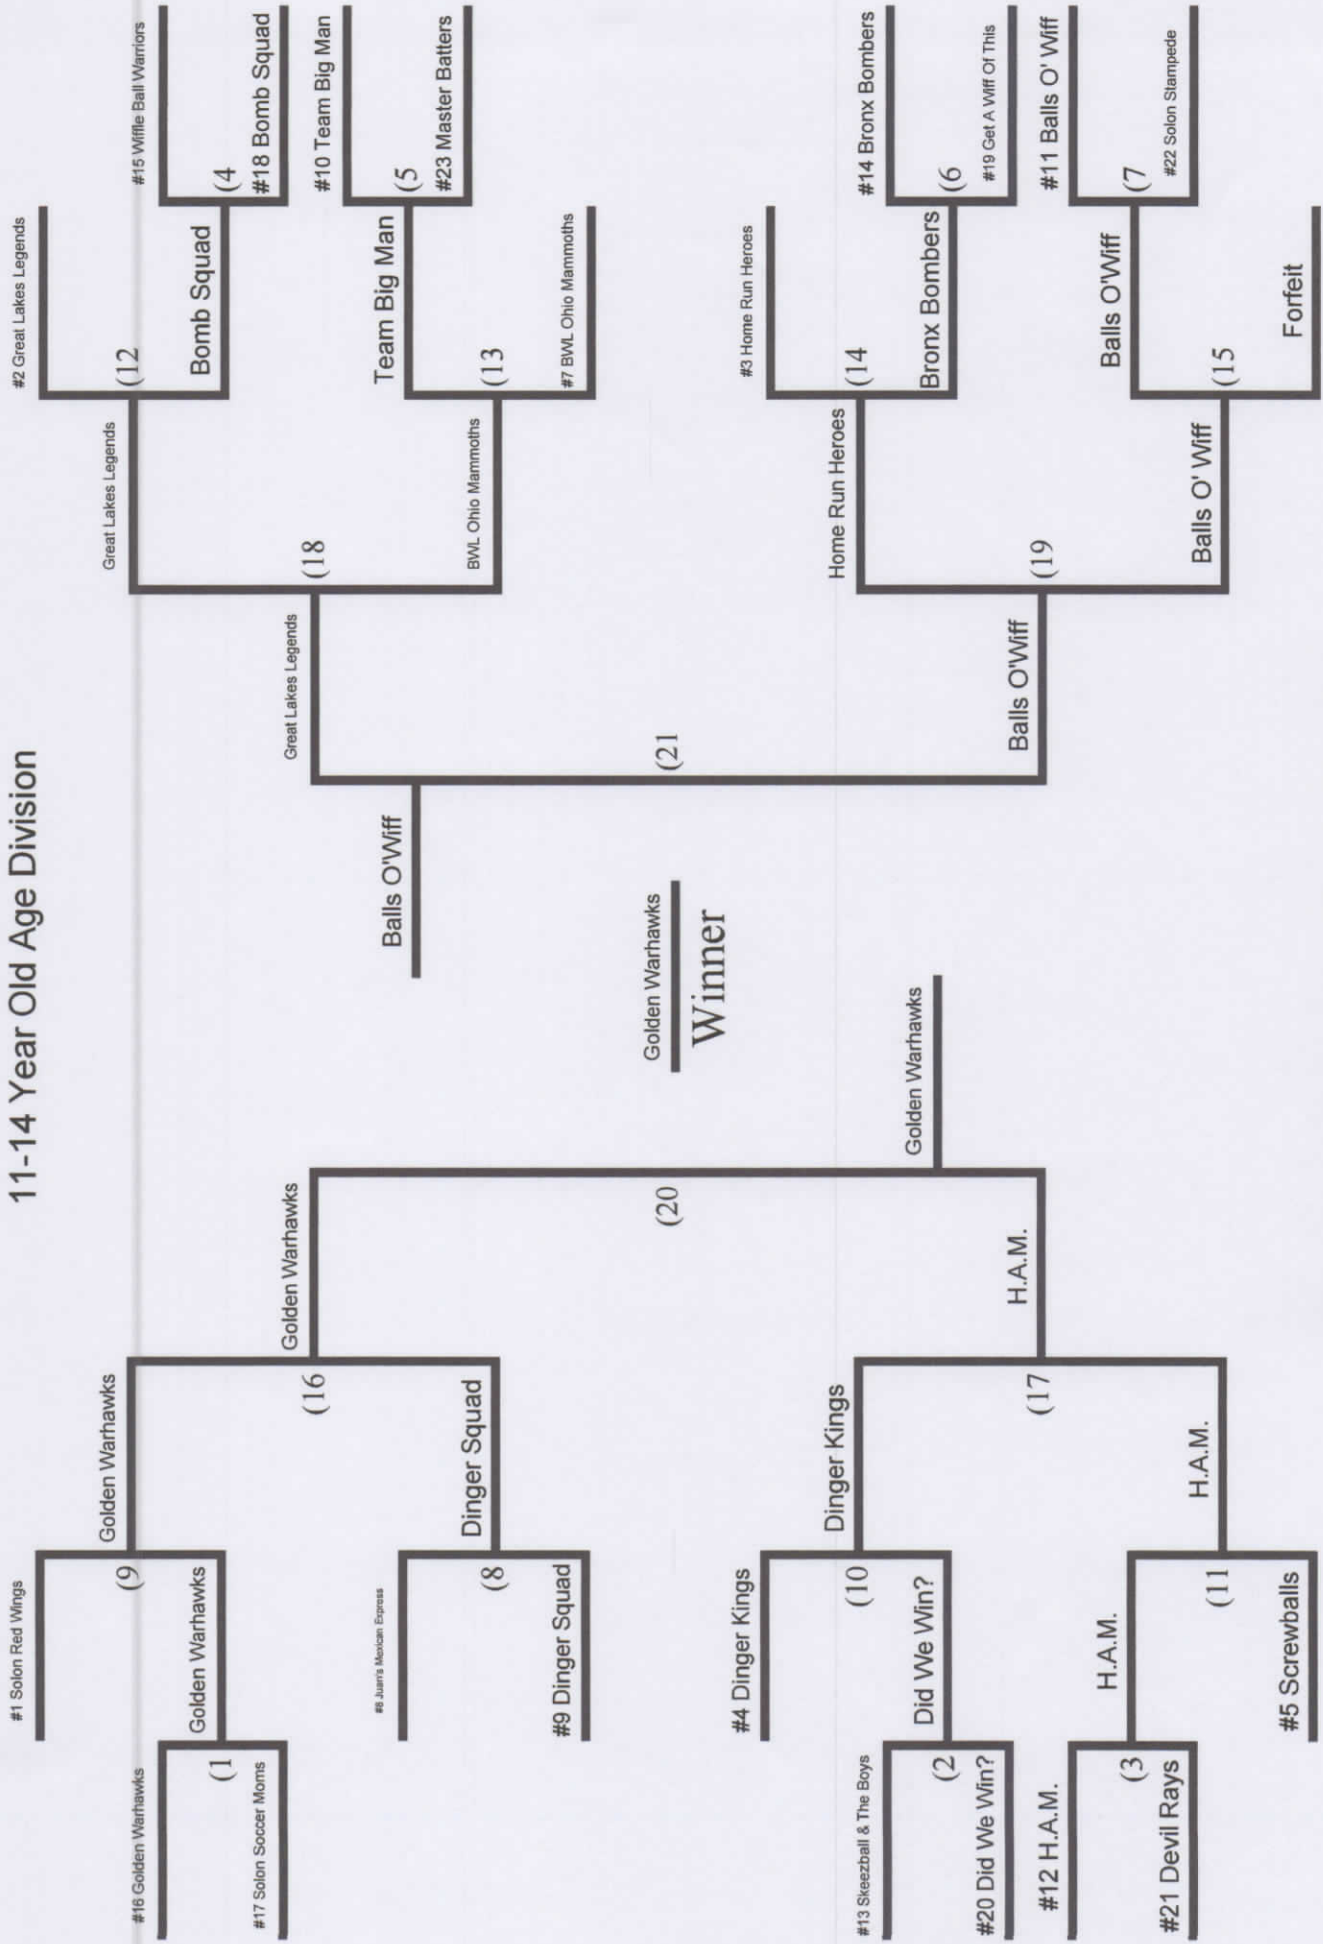 11-14 Year Old Age Division
#1 Solon Red Wings
#16 Golden Warhawks
(1
#17 Solon Soccer Moms
Golden Warhawks
(9
Golden Warhawks
#8 Juan's Mexican Express
(8
#9 Dinger Squad
Dinger Squad
(16
Golden Warhawks
#4 Dinger Kings
#13 Skeezball & The Boys
(2
#20 Did We Win?
Did We Win?
(10
Dinger Kings
#12 H.A.M.
(3
#21 Devil Rays
H.A.M.
(11
#5 Screwballs
H.A.M.
(17
H.A.M.
(20
Golden Warhawks
Golden Warhawks
Winner
Balls O'Wiff
(21
Great Lakes Legends
(18
Great Lakes Legends
(12
#2 Great Lakes Legends
#15 Wiffle Ball Warriors
(4
#18 Bomb Squad
Bomb Squad
#10 Team Big Man
(5
#23 Master Batters
Team Big Man
(13
#7 BWL Ohio Mammoths
BWL Ohio Mammoths
Balls O'Wiff
(19
Home Run Heroes
(14
#3 Home Run Heroes
#14 Bronx Bombers
(6
#19 Get A Wiff Of This
Bronx Bombers
#11 Balls O' Wiff
(7
#22 Solon Stampede
Balls O'Wiff
(15
Forfeit
Balls O' Wiff